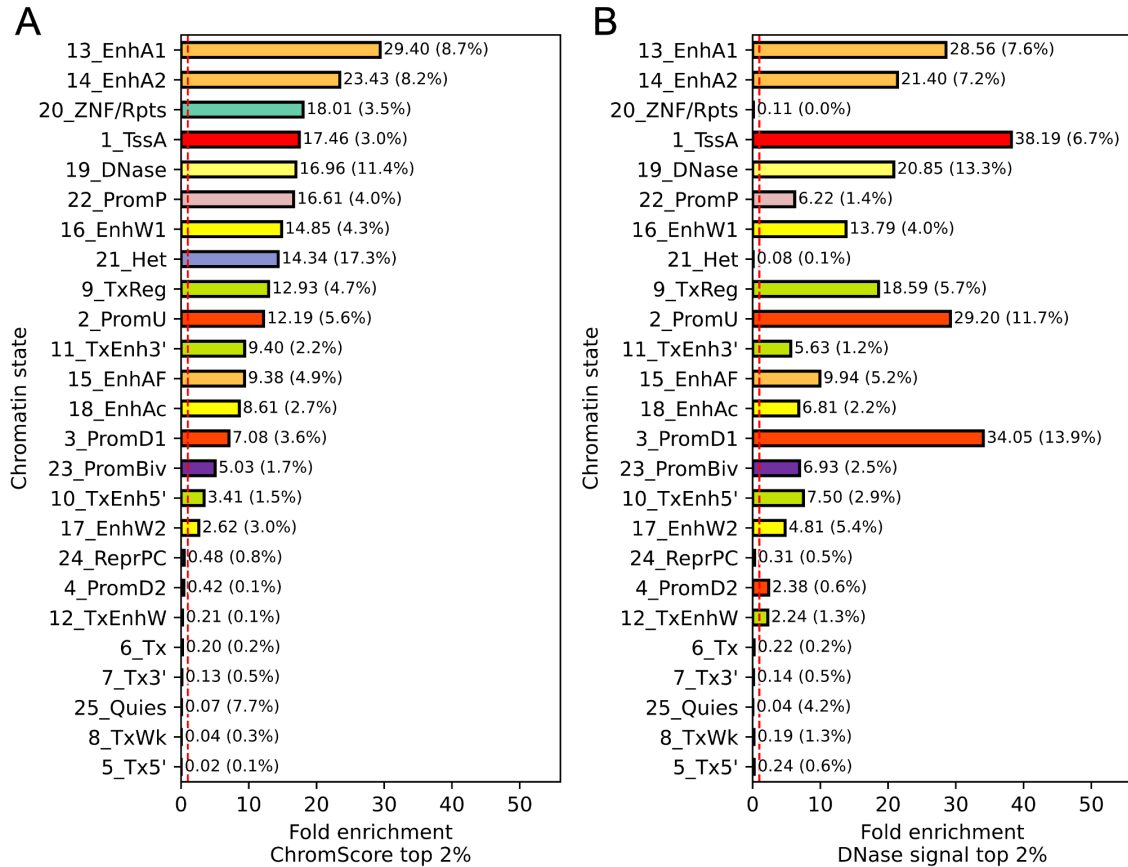 A
Chromatin state
13_EnhA1 29.40 (8.7%)
14_EnhA2 23.43 (8.2%)
20_ZNF/Rpts 18.01 (3.5%)
1_TssA 17.46 (3.0%)
19_DNase 16.96 (11.4%)
22_PromP 16.61 (4.0%)
16_EnhW1 14.85 (4.3%)
21_Het 14.34 (17.3%)
9_TxReg 12.93 (4.7%)
2_PromU 12.19 (5.6%)
11_TxEnh3' 9.40 (2.2%)
15_EnhAF 9.38 (4.9%)
18_EnhAc 8.61 (2.7%)
3_PromD1 7.08 (3.6%)
23_PromBiv 5.03 (1.7%)
10_TxEnh5' 3.41 (1.5%)
17_EnhW2 2.62 (3.0%)
24_ReprPC 0.48 (0.8%)
4_PromD2 0.42 (0.1%)
12_TxEnhW 0.21 (0.1%)
6_Tx 0.20 (0.2%)
7_Tx3' 0.13 (0.5%)
25_Quies 0.07 (7.7%)
8_TxWk 0.04 (0.3%)
5_Tx5' 0.02 (0.1%)
0 10 20 30 40 50
Fold enrichment
ChromScore top 2%
B
Chromatin state
13_EnhA1 28.56 (7.6%)
14_EnhA2 21.40 (7.2%)
20_ZNF/Rpts 0.11 (0.0%)
1_TssA 38.19 (6.7%)
19_DNase 20.85 (13.3%)
22_PromP 6.22 (1.4%)
16_EnhW1 13.79 (4.0%)
21_Het 0.08 (0.1%)
9_TxReg 18.59 (5.7%)
2_PromU 29.20 (11.7%)
11_TxEnh3' 5.63 (1.2%)
15_EnhAF 9.94 (5.2%)
18_EnhAc 6.81 (2.2%)
3_PromD1 34.05 (13.9%)
23_PromBiv 6.93 (2.5%)
10_TxEnh5' 7.50 (2.9%)
17_EnhW2 4.81 (5.4%)
24_ReprPC 0.31 (0.5%)
4_PromD2 2.38 (0.6%)
12_TxEnhW 2.24 (1.3%)
6_Tx 0.22 (0.2%)
7_Tx3' 0.14 (0.5%)
25_Quies 0.04 (4.2%)
8_TxWk 0.19 (1.3%)
5_Tx5' 0.24 (0.6%)
0 10 20 30 40 50
Fold enrichment
DNase signal top 2%